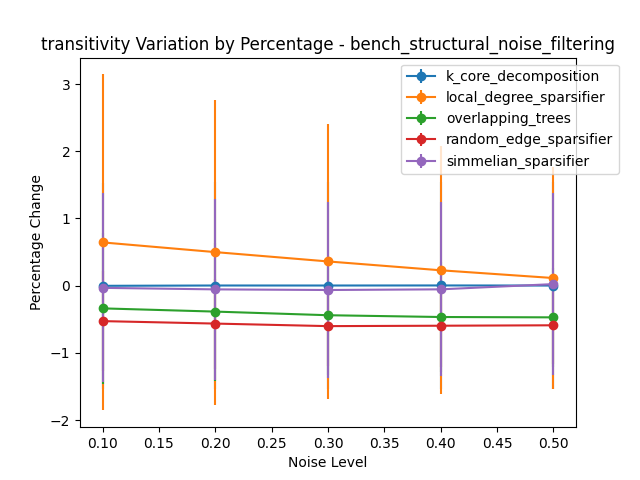 transitivity Variation by Percentage - bench_structural_noise_filtering
k_core_decomposition
local_degree_sparsifier
overlapping_trees
random_edge_sparsifier
simmelian_sparsifier
Percentage Change
3
2
1
0
−1
−2
0.10 0.15 0.20 0.25 0.30 0.35 0.40 0.45 0.50
Noise Level